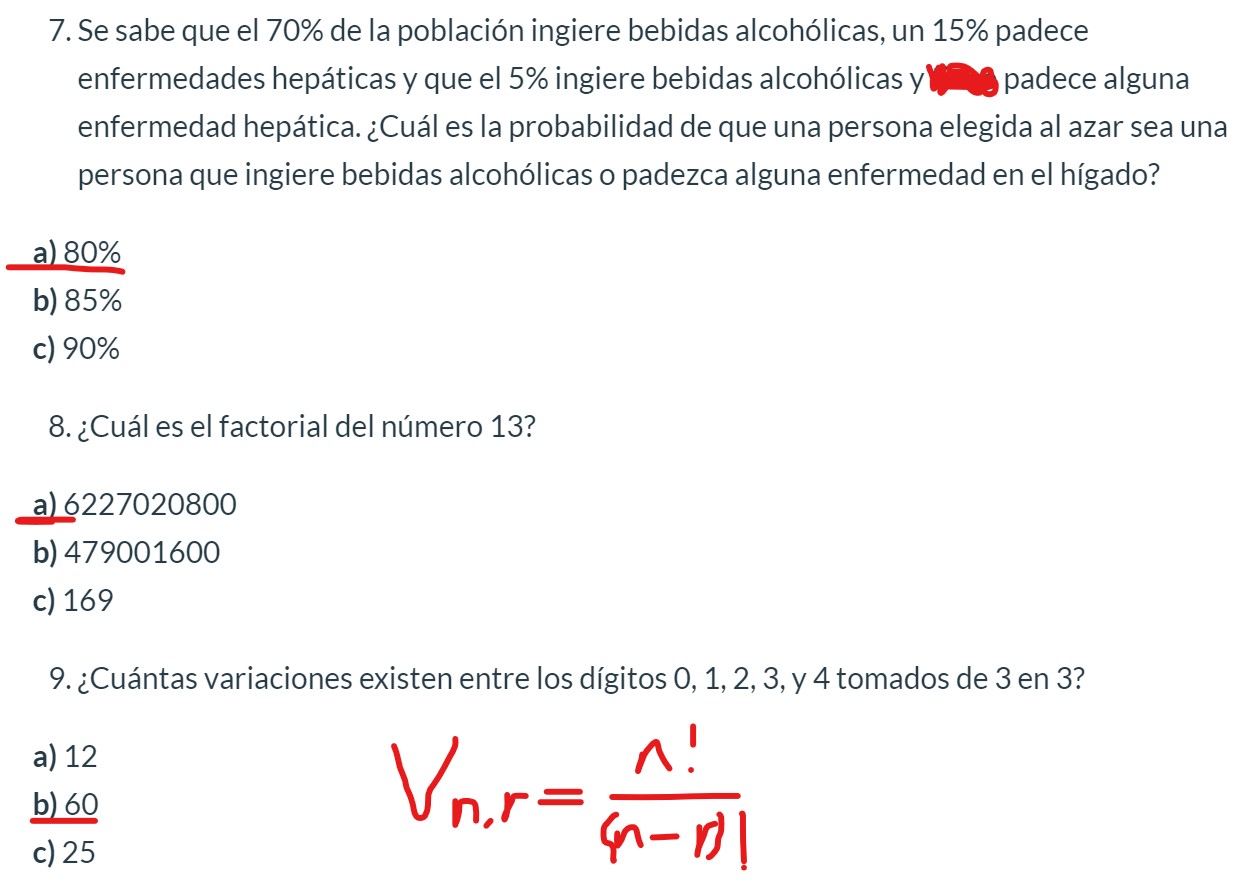 7. Se sabe que el 70% de la población ingiere bebidas alcohólicas, un 15% padece
enfermedades hepáticas y que el 5% ingiere bebidas alcohólicas y padece alguna
enfermedad hepática. ¿Cuál es la probabilidad de que una persona elegida al azar sea una
persona que ingiere bebidas alcohólicas o padezca alguna enfermedad en el hígado?
a) 80%
b) 85%
c) 90%
8. ¿Cuál es el factorial del número 13?
a) 6227020800
b) 479001600
c) 169
9. ¿Cuántas variaciones existen entre los dígitos 0, 1, 2, 3, y 4 tomados de 3 en 3?
a) 12
b) 60
c) 25
V n,r = n! / (n-r)!